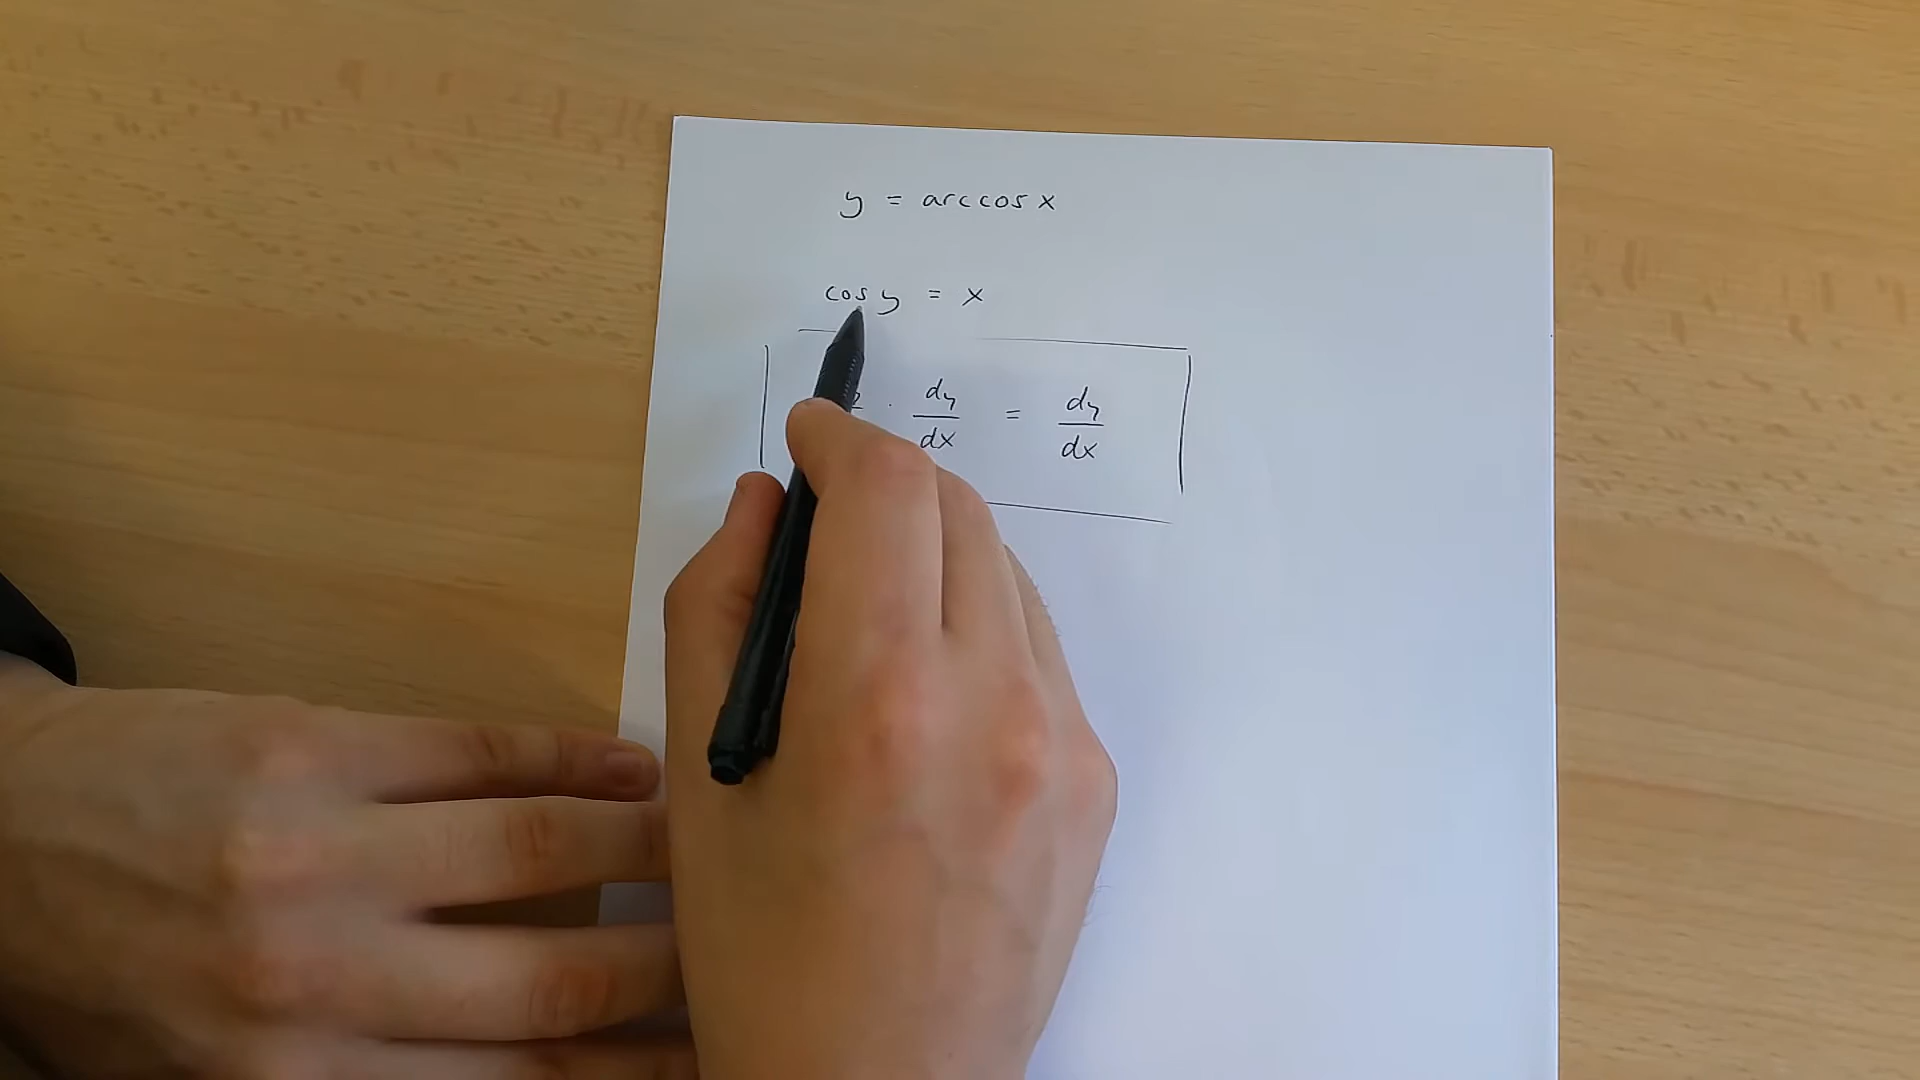 y = arccos x
cos y = x
· dy/dx = dy/dx